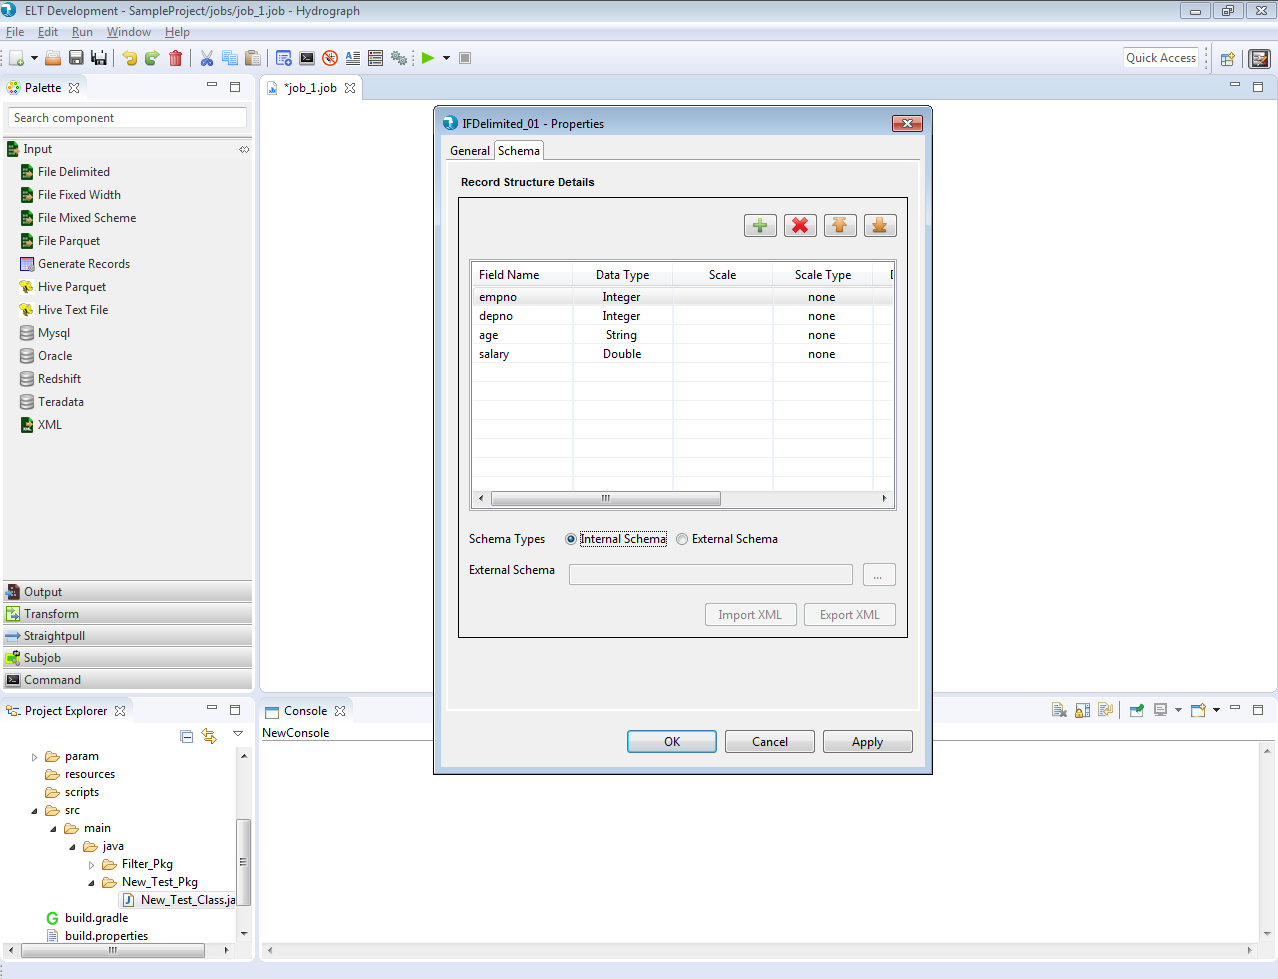 ELT Development - SampleProject/jobs/job_1.job - Hydrograph
File Edit Run Window Help
Quick Access
Palette
*job_1.job
Search component
Input
File Delimited
File Fixed Width
File Mixed Scheme
File Parquet
Generate Records
Hive Parquet
Hive Text File
Mysql
Oracle
Redshift
Teradata
XML
Output
Transform
Straightpull
Subjob
Command
IFDelimited_01 - Properties
General Schema
Record Structure Details
Field Name Data Type Scale Scale Type
empno Integer none
depno Integer none
age String none
salary Double none
Schema Types Internal Schema External Schema
External Schema ...
Import XML Export XML
OK Cancel Apply
Project Explorer
param
resources
scripts
src
main
java
Filter_Pkg
New_Test_Pkg
New_Test_Class.ja
build.gradle
build.properties
Console
NewConsole